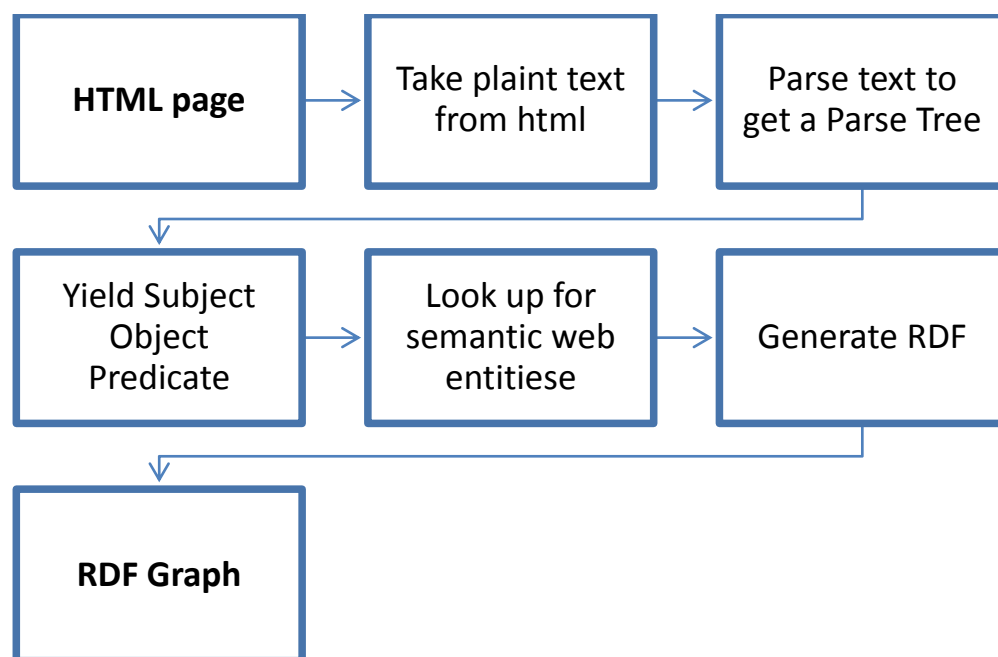 HTML page
Take plaint text
from html
Parse text to
get a Parse Tree
Yield Subject
Object
Predicate
Look up for
semantic web
entitiese
Generate RDF
RDF Graph